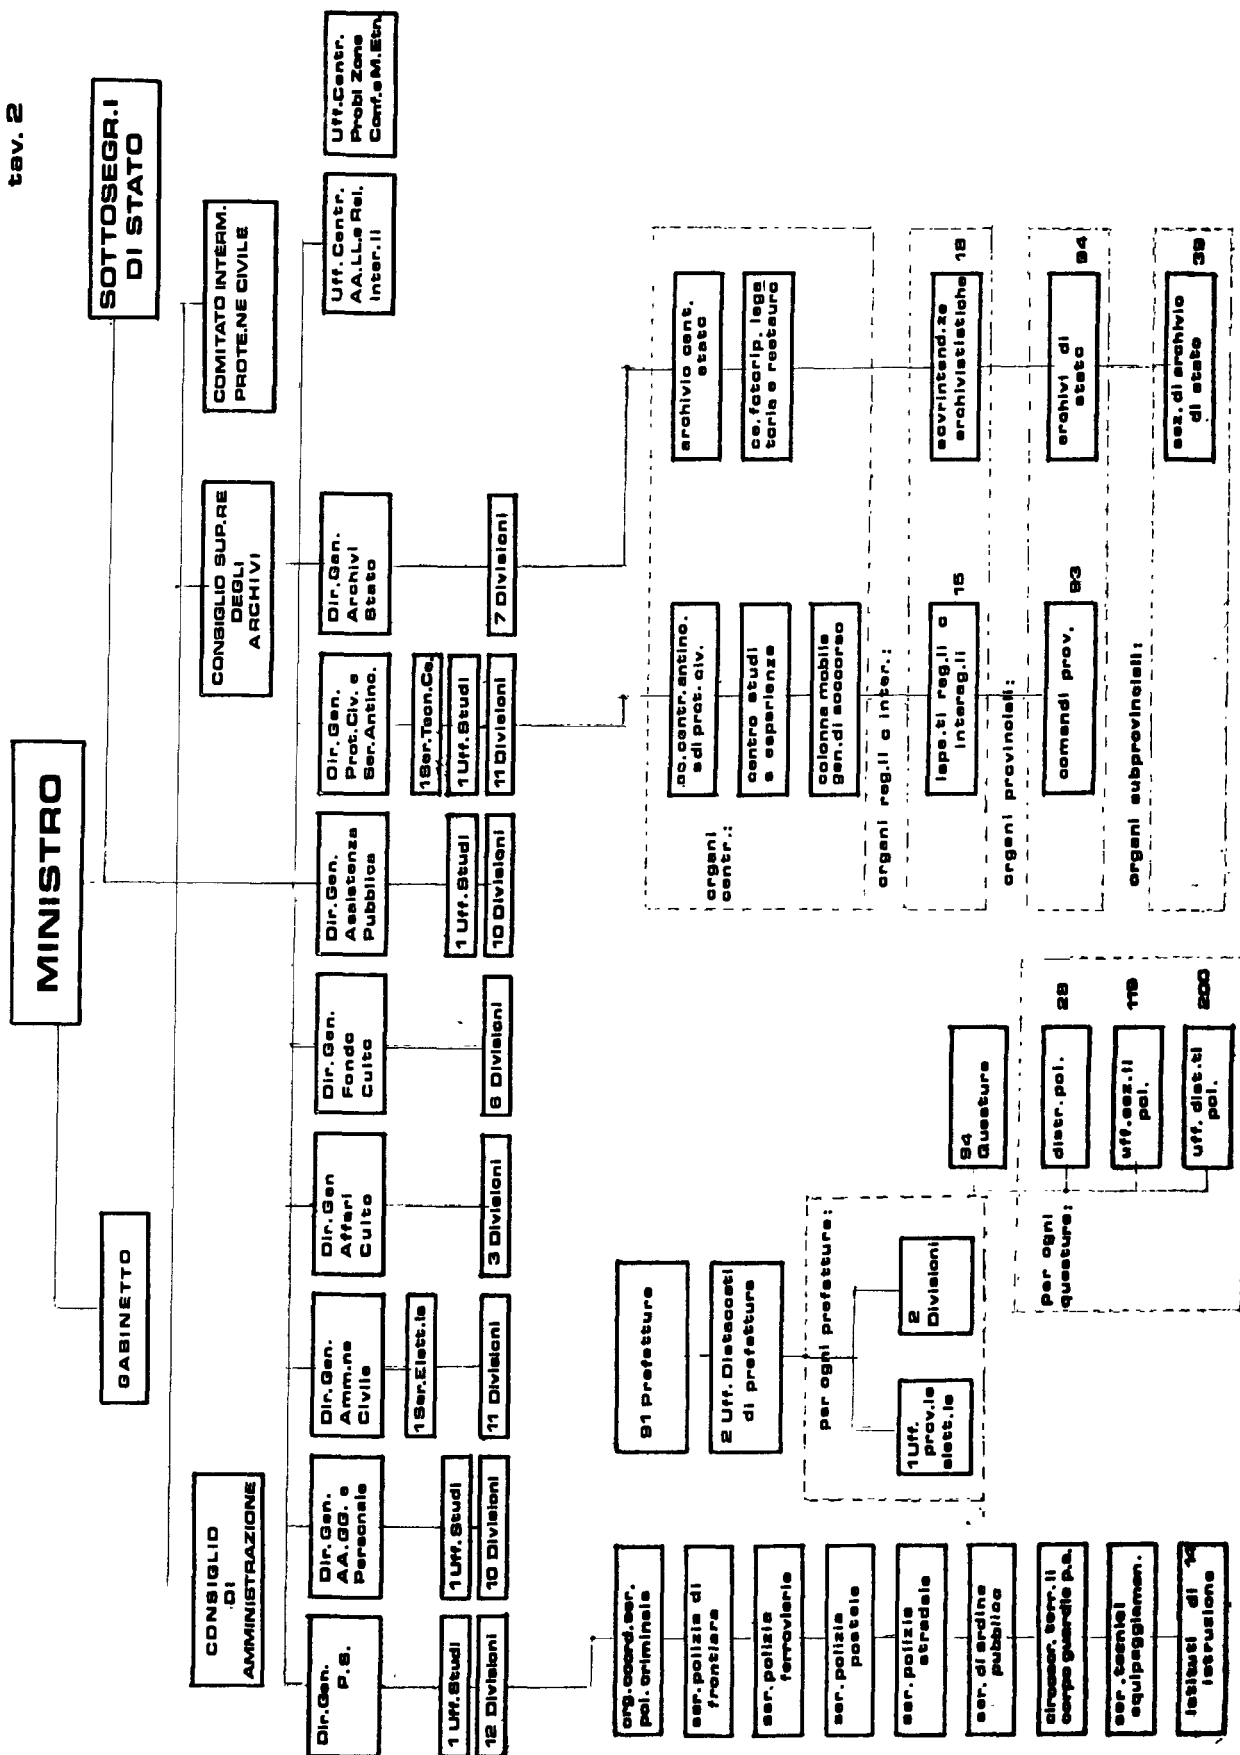 tav. 2
MINISTRO
SOTTOSEGR.I
DI STATO
GABINETTO
CONSIGLIO
DI
AMMINISTRAZIONE
CONSIGLIO SUP.RE
DEGLI
ARCHIVI
COMITATO INTERM.
PROTE.NE CIVILE
Dir.Gen.
P.S.
1 Uff.Studi
12 Divisioni
Dir.Gen.
AA.GG. e
Personale
1 Uff.Studi
10 Divisioni
Dir.Gen.
Amm.ne
Civile
1 Ser.Elett.le
11 Divisioni
Dir.Gen
Affari
Culto
3 Divisioni
Dir.Gen.
Fondo
Culto
6 Divisioni
Dir.Gen.
Assistenza
Pubblica
1 Uff.Studi
10 Divisioni
Dir.Gen.
Prot.Civ. e
Ser.Antinc.
1 Ser.Tecn.Ce.
1 Uff.Studi
11 Divisioni
Dir.Gen.
Archivi
Stato
7 Divisioni
Uff.Centr.
AA.LL.e Rel.
Inter.li
Uff.Centr.
Probl Zone
Conf.e M.Etn
org.coord.ser.
pol.criminale
ser.polizia di
frontiera
ser.polizia
ferroviaria
ser.polizia
postale
ser.polizia
stradale
ser. di ordine
pubblico
circoscr.terr.li
corpo guardie p.s.
ser.tecnici
equipaggiamen.
istituti di 14
istruzione
91 Prefetture
2 Uff. Distaccati
di prefettura
per ogni prefettura:
1 Uff.
prov.le
elett.le
2
Divisioni
94
Questure
per ogni
questura:
distr. pol. 28
uff.sez.li 119
pol.
uff. dist.ti 200
pol.
organi
centr.:
cc.centr.antinc.
e di prot.civ.
centro studi
e esperienze
colonna mobile
gen.di soccorso
archivio cent.
stato
ce.fotorip. lega
toria e restauro
organi reg.li o inter.:
ispe.ti reg.li o 15
interreg.li
sovrintend.ze 18
archivistiche
organi provinciali:
comandi prov. 93
archivi di 94
stato
organi subprovinciali:
sez.di archivio 39
di stato